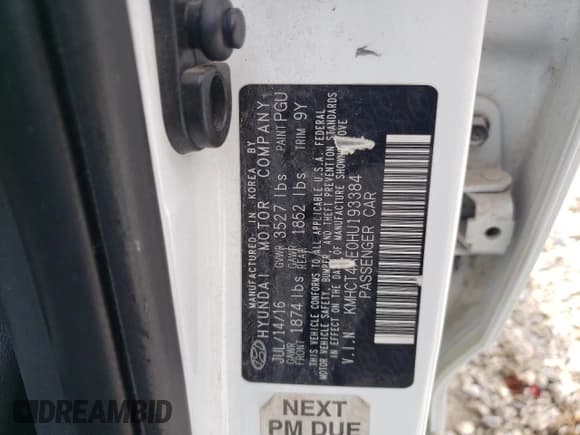 MANUFACTURED IN KOREA BY
HYUNDAI MOTOR COMPANY
JUL/14/16 GVWR 3527 lbs PAINT PGU
GAWR FRONT 1874 lbs GAWR REAR 1852 lbs TRIM 9Y
THIS VEHICLE CONFORMS TO ALL APPLICABLE U.S.A. FEDERAL
MOTOR VEHICLE SAFETY, BUMPER, AND THEFT PREVENTION STANDARDS
IN EFFECT ON THE DATE OF MANUFACTURE SHOWN
V.I.N KMHCT4 HU193384
PASSENGER CAR
NEXT
PM DUE
DREAMBID